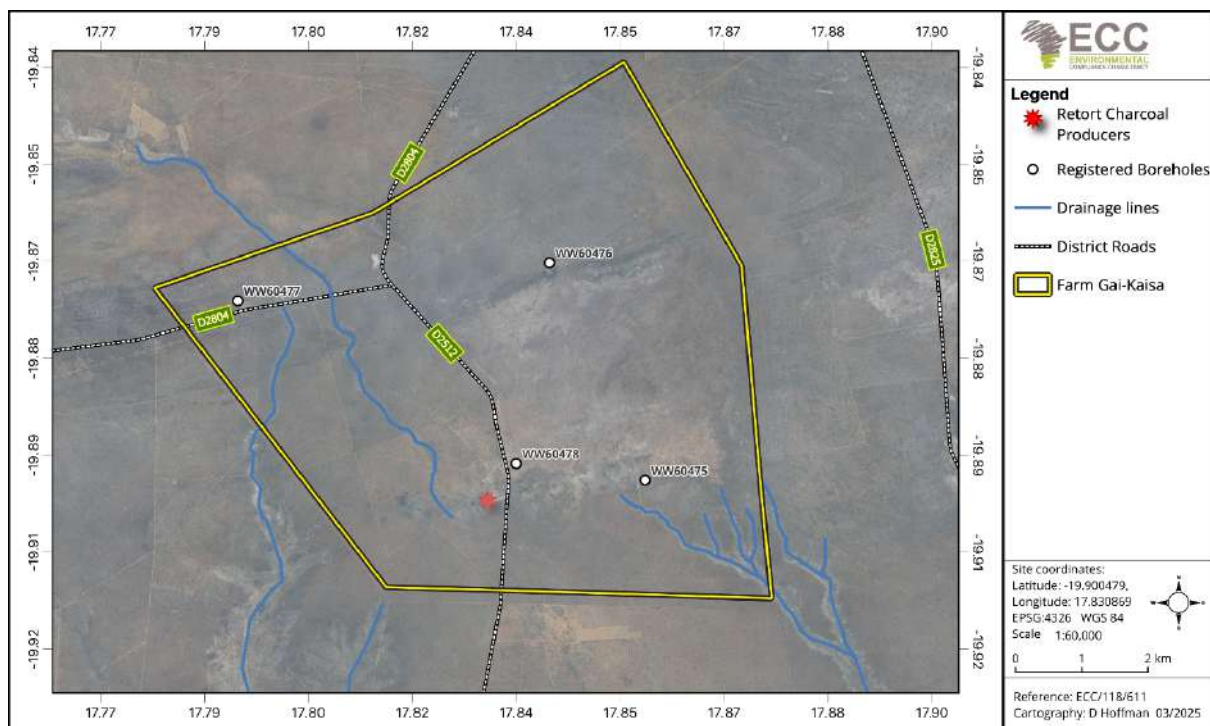 17.77 17.79 17.80 17.82 17.84 17.85 17.87 17.88 17.90
-19.84 -19.84
-19.85 -19.85
-19.87 -19.87
-19.88 -19.88
-19.89 -19.89
-19.91 -19.91
-19.92 -19.92
D2804
D2825
WW60476
WW60477
D2804
D2512
WW60478
WW60475
17.77 17.79 17.80 17.82 17.84 17.85 17.87 17.88 17.90
ECC
ENVIRONMENTAL
COMPLIANCE CONSULTANCY
Legend
Retort Charcoal
Producers
Registered Boreholes
Drainage lines
District Roads
Farm Gai-Kaisa
Site coordinates:
Latitude: -19.900479,
Longitude: 17.830869
EPSG:4326 WGS 84
Scale 1:60,000
N
W E
S
0 1 2 km
Reference: ECC/118/611
Cartography: D Hoffman 03/2025